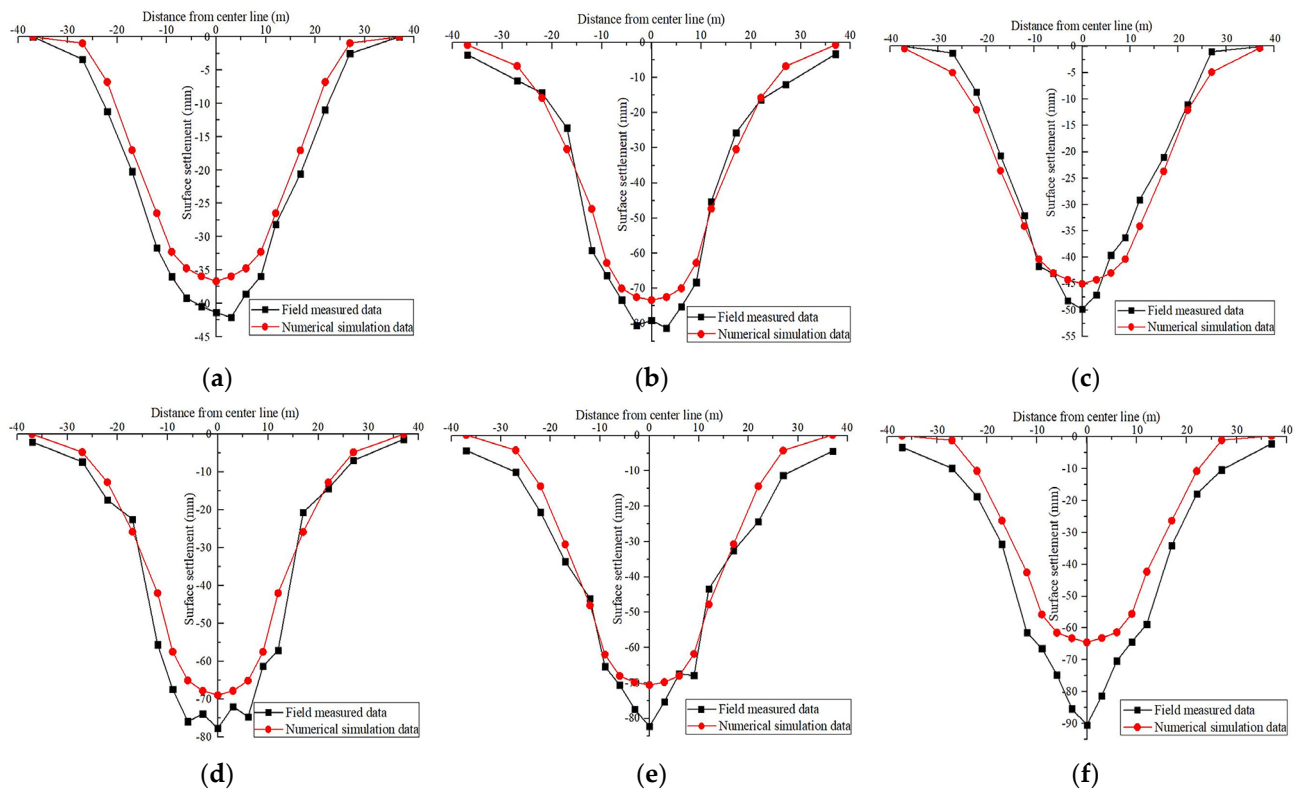 Distance from center line (m)
-40 -30 -20 -10 0 10 20 30 40
0
-5
-10
-15
-20
-25
-30
-35
-40
-45
Surface settlement (mm)
Field measured data
Numerical simulation data
(a)
Distance from center line (m)
-40 -30 -20 -10 0 10 20 30 40
0
-10
-20
-30
-40
-50
-60
-70
-80
Surface settlement (mm)
Field measured data
Numerical simulation data
(b)
Distance from center line (m)
-40 -20 0 20 40
0
-5
-10
-15
-20
-25
-30
-35
-40
-45
-50
-55
Surface settlement (mm)
Field measured data
Numerical simulation data
(c)
Distance from center line (m)
-40 -30 -20 -10 0 10 20 30 40
0
-10
-20
-30
-40
-50
-60
-70
-80
Surface settlement (mm)
Field measured data
Numerical simulation data
(d)
Distance from center line (m)
-40 -30 -20 -10 0 10 20 30 40
0
-10
-20
-30
-40
-50
-60
-70
-80
Surface settlement (mm)
Field measured data
Numerical simulation data
(e)
Distance from center line (m)
-40 -30 -20 -10 0 10 20 30 40
0
-10
-20
-30
-40
-50
-60
-70
-80
-90
Surface settlement (mm)
Field measured data
Numerical simulation data
(f)